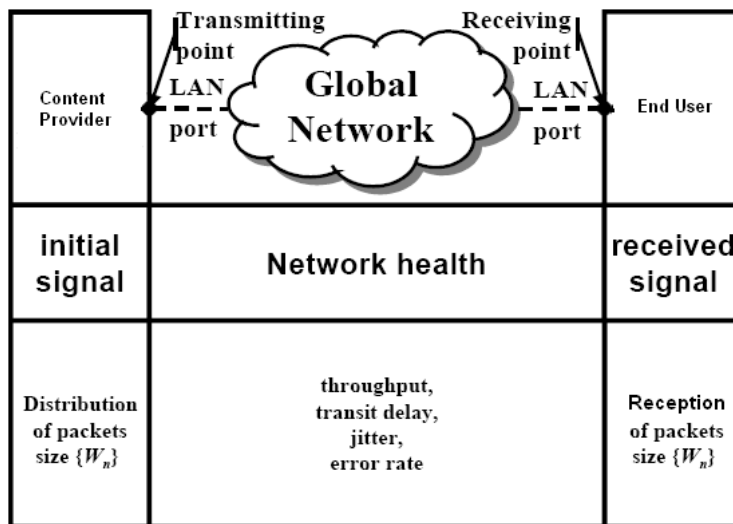 Transmitting
point
Receiving
point
Content
Provider
LAN
port
Global
Network
LAN
port
End User
initial
signal
Network health
received
signal
Distribution
of packets
size {Wn}
throughput,
transit delay,
jitter,
error rate
Reception
of packets
size {Wn}